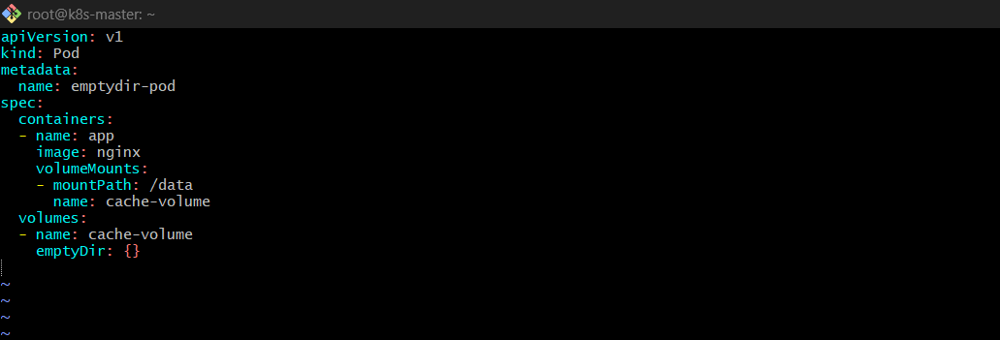 root@k8s-master: ~
apiVersion: v1
kind: Pod
metadata:
  name: emptydir-pod
spec:
  containers:
  - name: app
    image: nginx
    volumeMounts:
    - mountPath: /data
      name: cache-volume
  volumes:
  - name: cache-volume
    emptyDir: {}
~
~
~
~